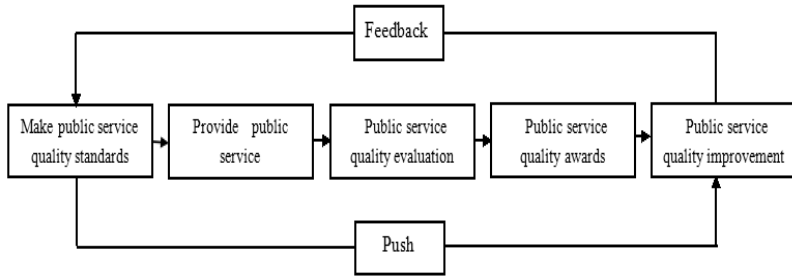 Feedback
Make public service
quality standards
Provide public
service
Public service
quality evaluation
Public service
quality awards
Public service
quality improvement
Push